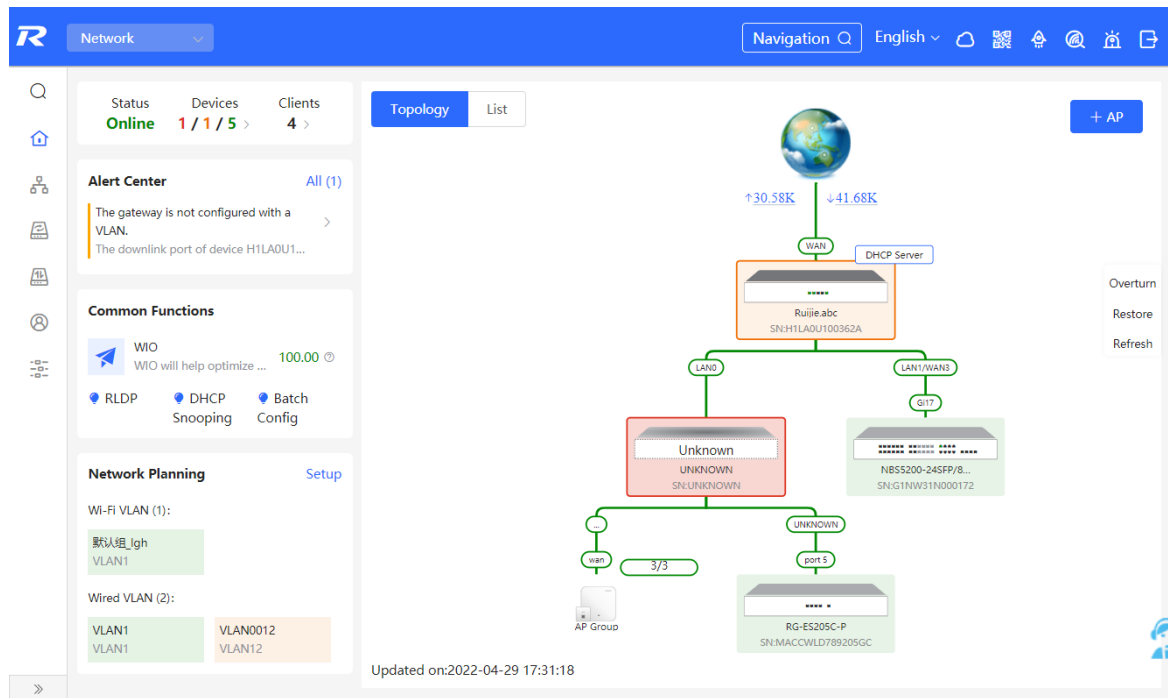 Network
Navigation
English
Status Devices Clients
Online 1 / 1 / 5 > 4 >
Alert Center All (1)
The gateway is not configured with a
VLAN.
The downlink port of device H1LA0U1...
Common Functions
WIO
WIO will help optimize ... 100.00
RLDP DHCP Batch
Snooping Config
Network Planning Setup
Wi-Fi VLAN (1):
默认组_lgh
VLAN1
Wired VLAN (2):
VLAN1 VLAN0012
VLAN1 VLAN12
Topology List
+ AP
↑30.58K ↓41.68K
WAN
DHCP Server
Ruijie.abc
SN:H1LA0U100362A
Overturn
Restore
Refresh
LAN0 LAN1/WAN3
Gi17
Unknown
UNKNOWN
SN:UNKNOWN
NBS5200-24SFP/8...
SN:G1NW31N000172
... UNKNOWN
wan 3/3 port 5
AP Group
RG-ES205C-P
SN:MACCWLD789205GC
Updated on:2022-04-29 17:31:18